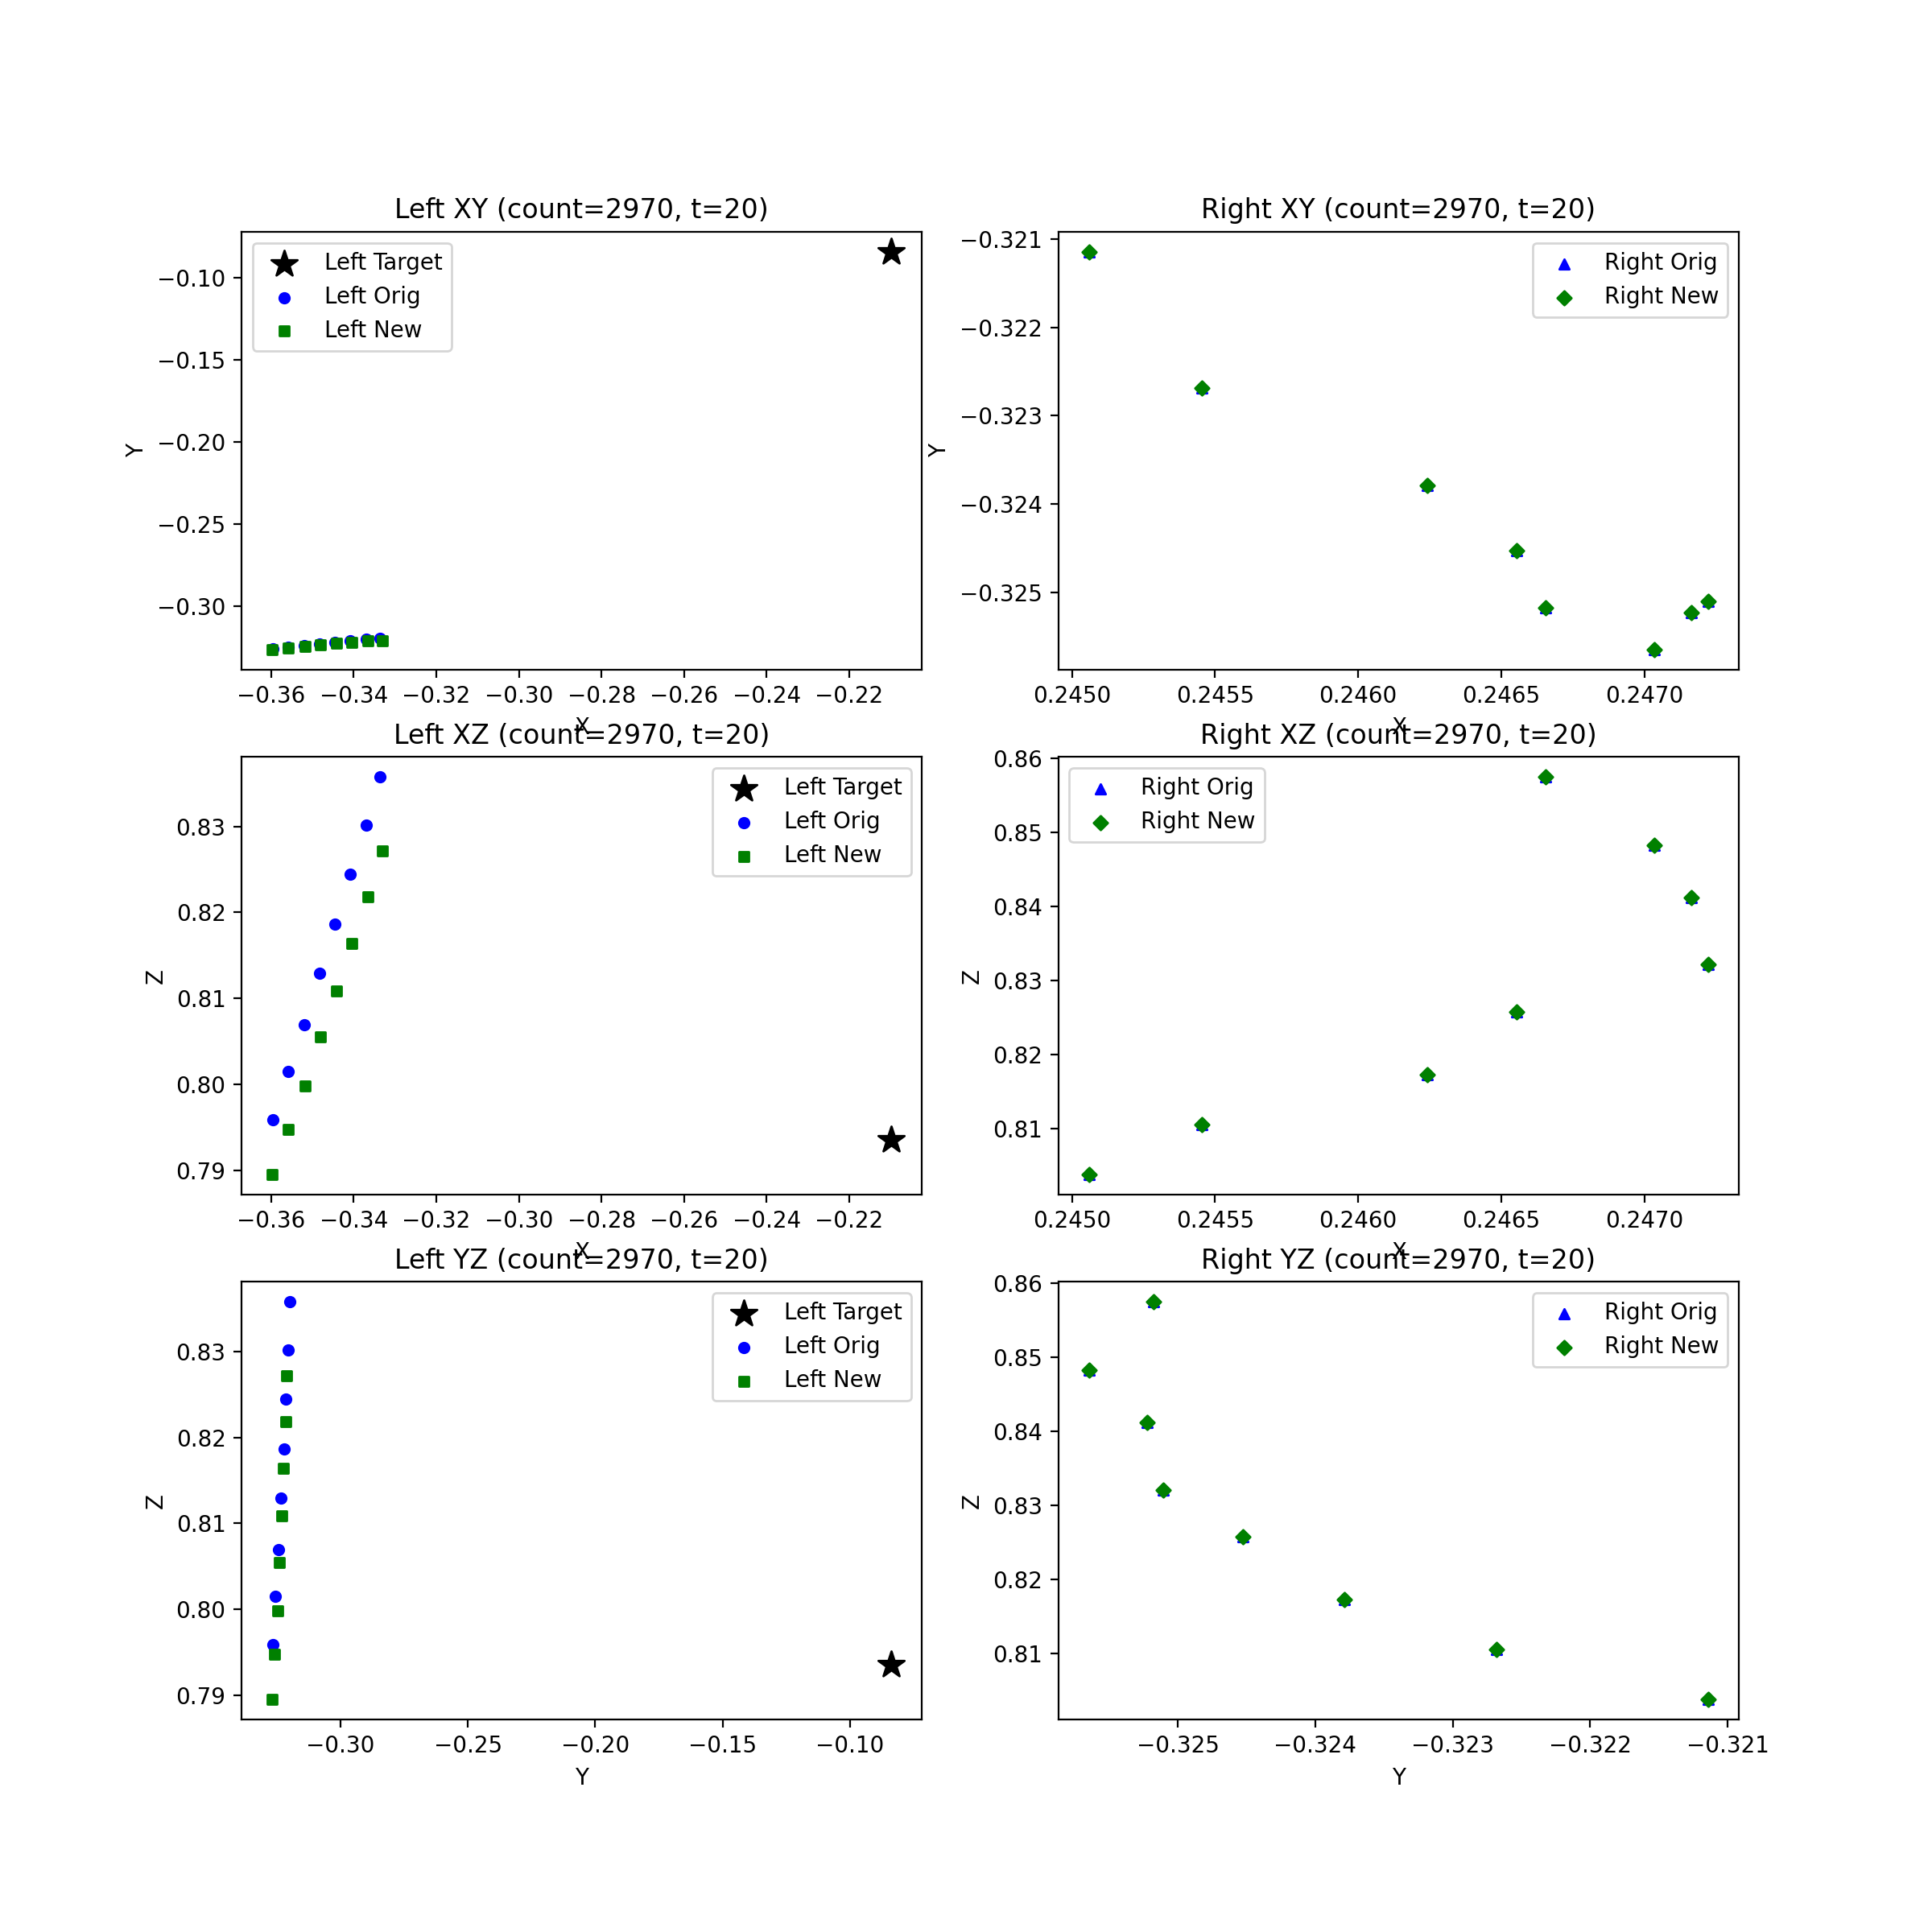 Left XY (count=2970, t=20)
Left Target
Left Orig
Left New
−0.10
−0.15
−0.20
−0.25
−0.30
Y
−0.36 −0.34 −0.32 −0.30 −0.28 −0.26 −0.24 −0.22
X
Right XY (count=2970, t=20)
Right Orig
Right New
−0.321
−0.322
−0.323
−0.324
−0.325
Y
0.2450 0.2455 0.2460 0.2465 0.2470
X
Left XZ (count=2970, t=20)
Left Target
Left Orig
Left New
0.83
0.82
0.81
0.80
0.79
Z
−0.36 −0.34 −0.32 −0.30 −0.28 −0.26 −0.24 −0.22
X
Right XZ (count=2970, t=20)
Right Orig
Right New
0.86
0.85
0.84
0.83
0.82
0.81
Z
0.2450 0.2455 0.2460 0.2465 0.2470
X
Left YZ (count=2970, t=20)
Left Target
Left Orig
Left New
0.83
0.82
0.81
0.80
0.79
Z
−0.30 −0.25 −0.20 −0.15 −0.10
Y
Right YZ (count=2970, t=20)
Right Orig
Right New
0.86
0.85
0.84
0.83
0.82
0.81
Z
−0.325 −0.324 −0.323 −0.322 −0.321
Y